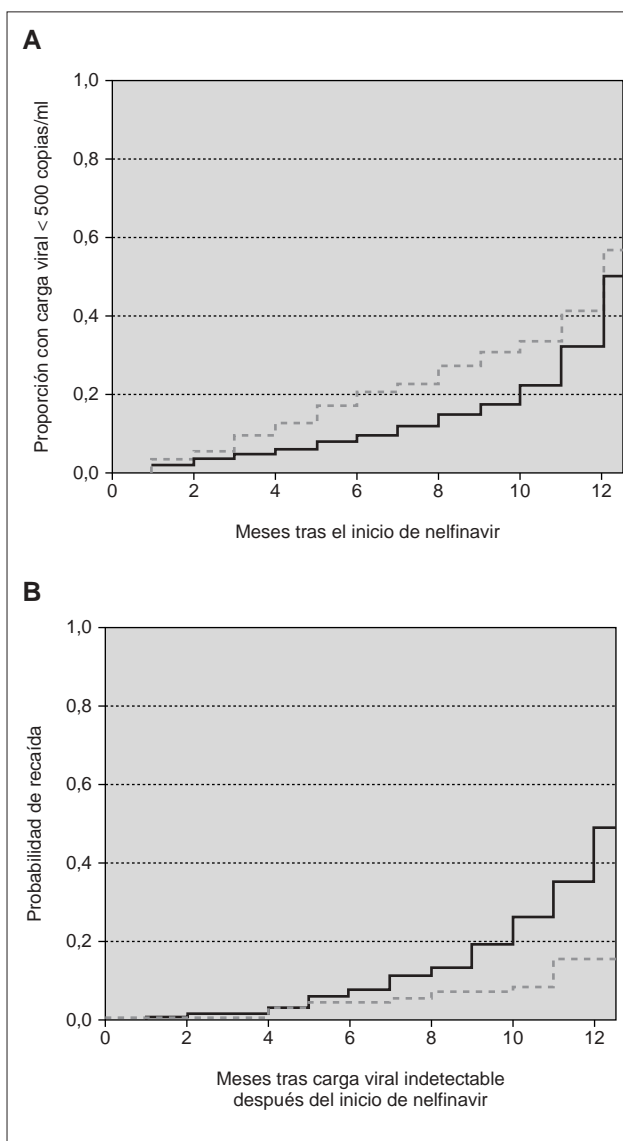 A
Proporción con carga viral < 500 copias/ml
1,0
0,8
0,6
0,4
0,2
0,0
0 2 4 6 8 10 12
Meses tras el inicio de nelfinavir
B
Probabilidad de recaída
1,0
0,8
0,6
0,4
0,2
0,0
0 2 4 6 8 10 12
Meses tras carga viral indetectable
después del inicio de nelfinavir